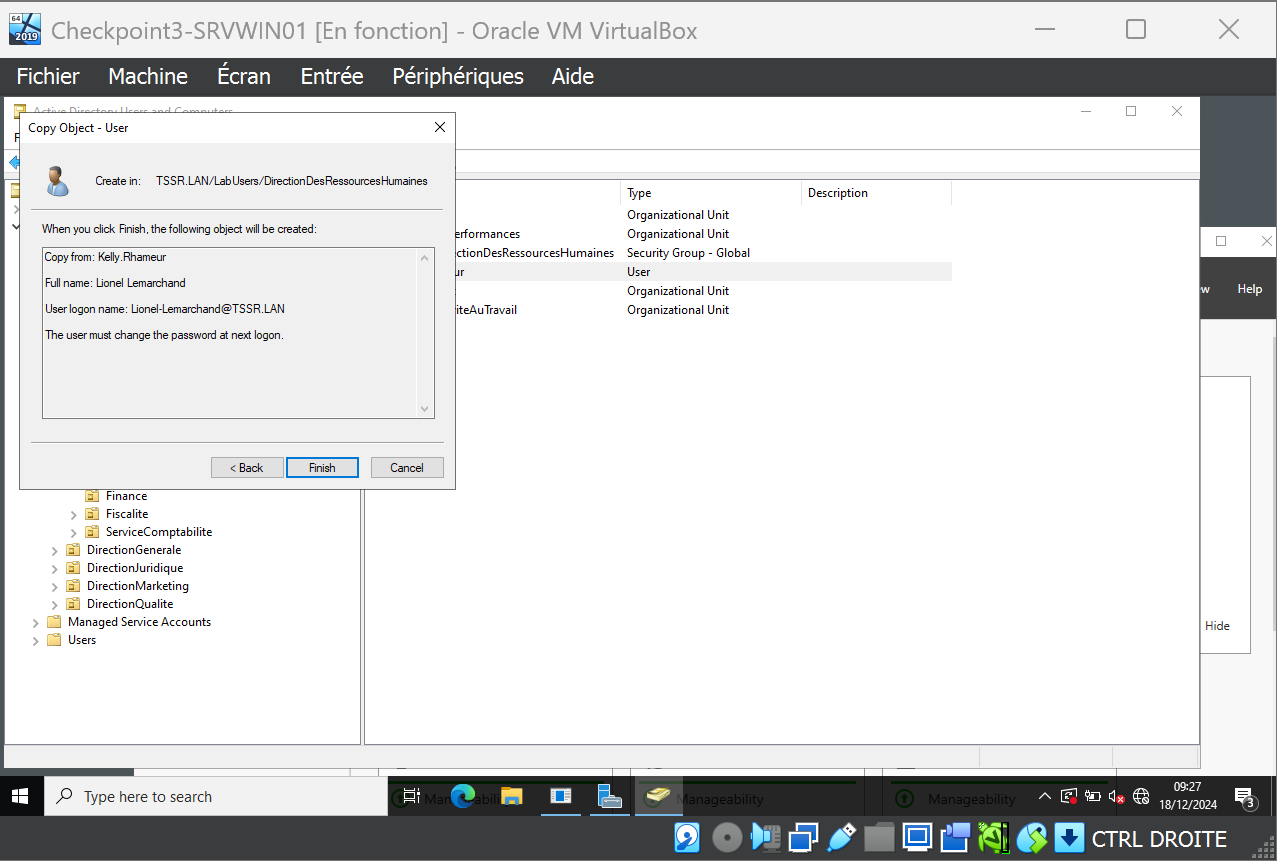 64
2019
Checkpoint3-SRVWIN01 [En fonction] - Oracle VM VirtualBox
Fichier Machine Écran Entrée Périphériques Aide
Active Directory Users and Computers
Copy Object - User
F
Create in: TSSR.LAN/LabUsers/DirectionDesRessourcesHumaines
When you click Finish, the following object will be created:
Copy from: Kelly.Rhameur
Full name: Lionel Lemarchand
User logon name: Lionel-Lemarchand@TSSR.LAN
The user must change the password at next logon.
< Back Finish Cancel
Type Description
Organizational Unit
erformances Organizational Unit
ctionDesRessourcesHumaines Security Group - Global
ur User
Organizational Unit
iteAuTravail Organizational Unit
w Help
Finance
Fiscalite
ServiceComptabilite
DirectionGenerale
DirectionJuridique
DirectionMarketing
DirectionQualite
Managed Service Accounts
Users
Hide
Type here to search
Manageability
Manageability
Manageability
09:27
18/12/2024
3
CTRL DROITE